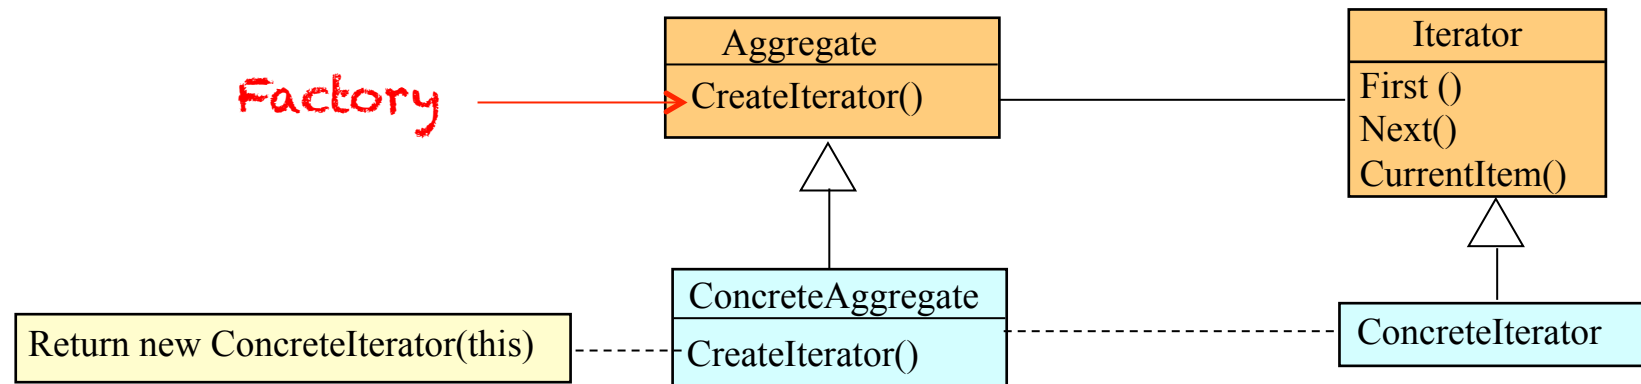 Factory
Aggregate
CreateIterator()
Iterator
First ()
Next()
CurrentItem()
Return new ConcreteIterator(this)
ConcreteAggregate
CreateIterator()
ConcreteIterator